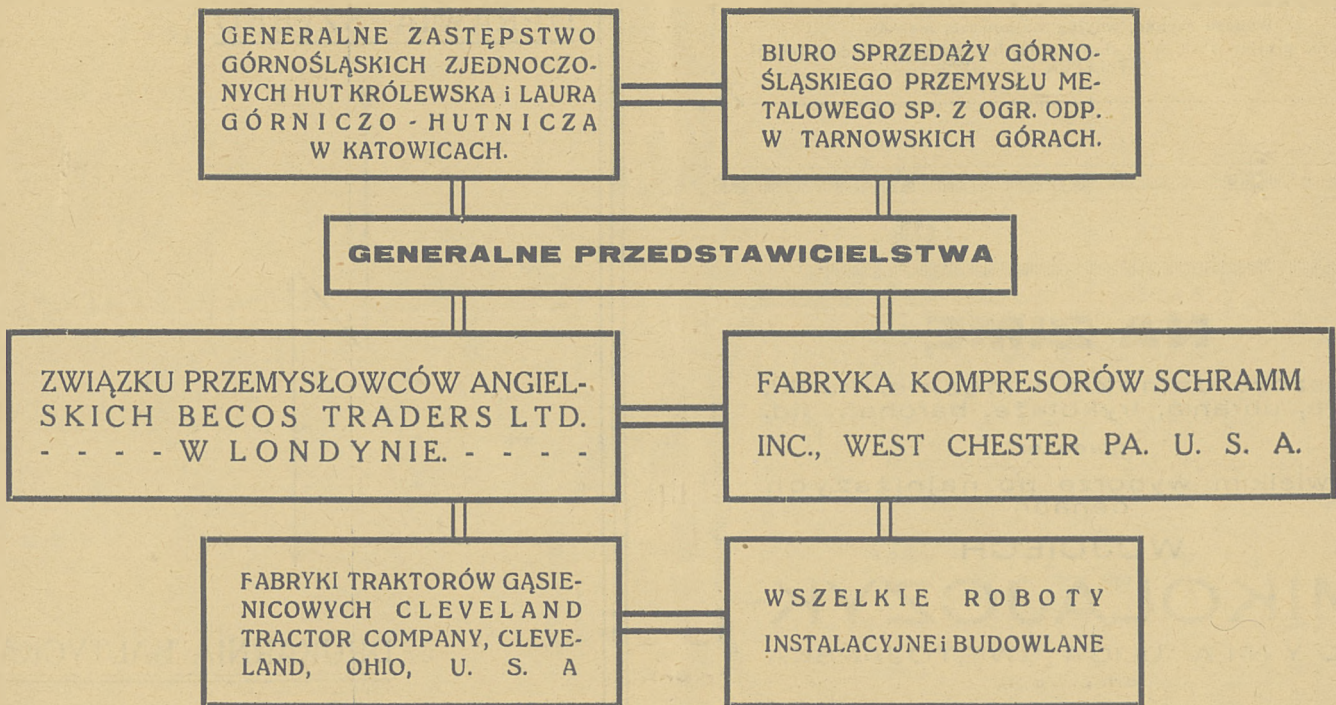 GENERALNE ZASTĘPSTWO
GÓRNOŚLĄSKICH ZJEDNOCZO-
NYCH HUT KRÓLEWSKA i LAURA
GÓRNICZO-HUTNICZA
W KATOWICACH.
BIURO SPRZEDAŻY GÓRNO-
ŚLĄSKIEGO PRZEMYSŁU ME-
TALOWEGO SP. Z OGR. ODP.
W TARNOWSKICH GÓRACH.
GENERALNE PRZEDSTAWICIELSTWA
ZWIĄZKU PRZEMYSŁOWCÓW ANGIEL-
SKICH BECOS TRADERS LTD.
- - - - W LONDYNIE. - - - -
FABRYKA KOMPRESORÓW SCHRAMM
INC., WEST CHESTER PA. U. S. A.
FABRYKI TRAKTORÓW GĄSIE-
NICOWYCH CLEVELAND
TRACTOR COMPANY, CLEVE-
LAND, OHIO, U. S. A
WSZELKIE ROBOTY
INSTALACYJNE i BUDOWLANE